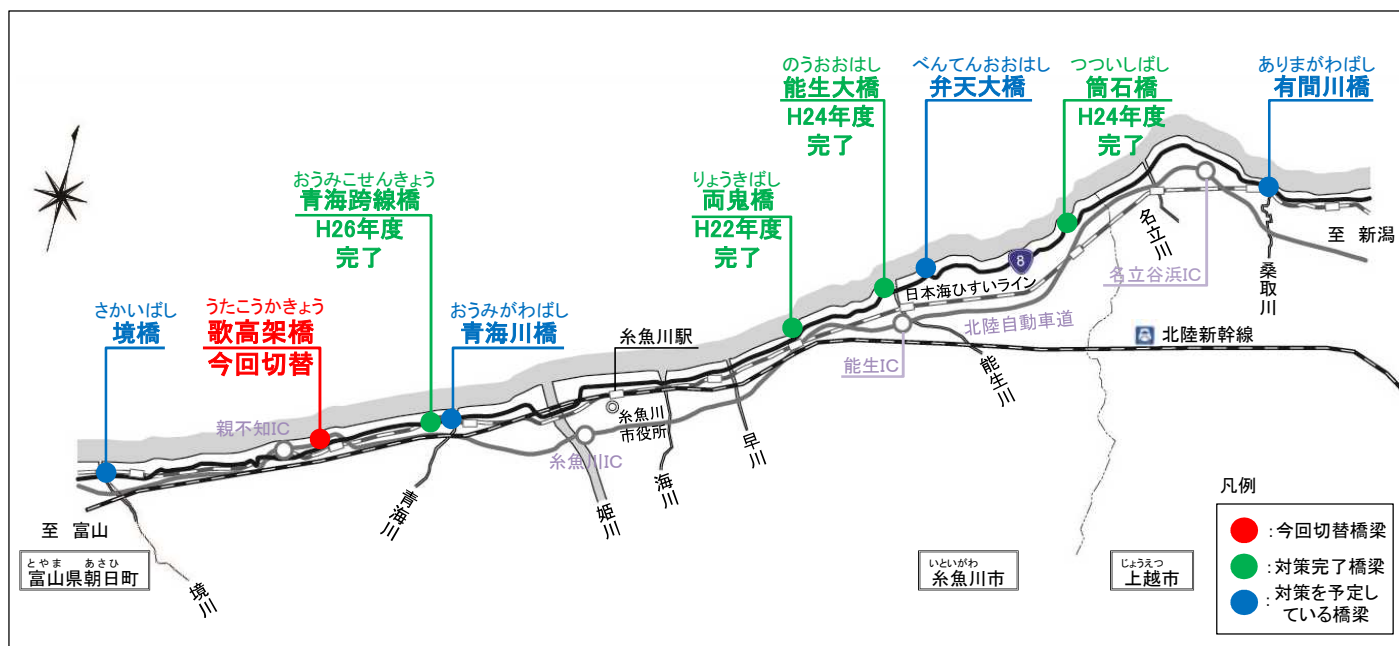 のうおおはし
能生大橋
H24年度
完了
べんてんおおはし
弁天大橋
つついしばし
筒石橋
H24年度
完了
ありまがわばし
有間川橋
おうみこせんきょう
青海跨線橋
H26年度
完了
りょうきばし
両鬼橋
H22年度
完了
さかいばし
境橋
うたこうかきょう
歌高架橋
今回切替
おうみがわばし
青海川橋
糸魚川駅
糸魚川
市役所
親不知IC
糸魚川IC
能生IC
名立谷浜IC
8
日本海ひすいライン
北陸自動車道
北陸新幹線
至 新潟
至 富山
境川
青海川
姫川
海川
早川
能生川
名立川
桑取川
とやま あさひ
富山県朝日町
いといがわ
糸魚川市
じょうえつ
上越市
凡例
:今回切替橋梁
:対策完了橋梁
:対策を予定し
ている橋梁